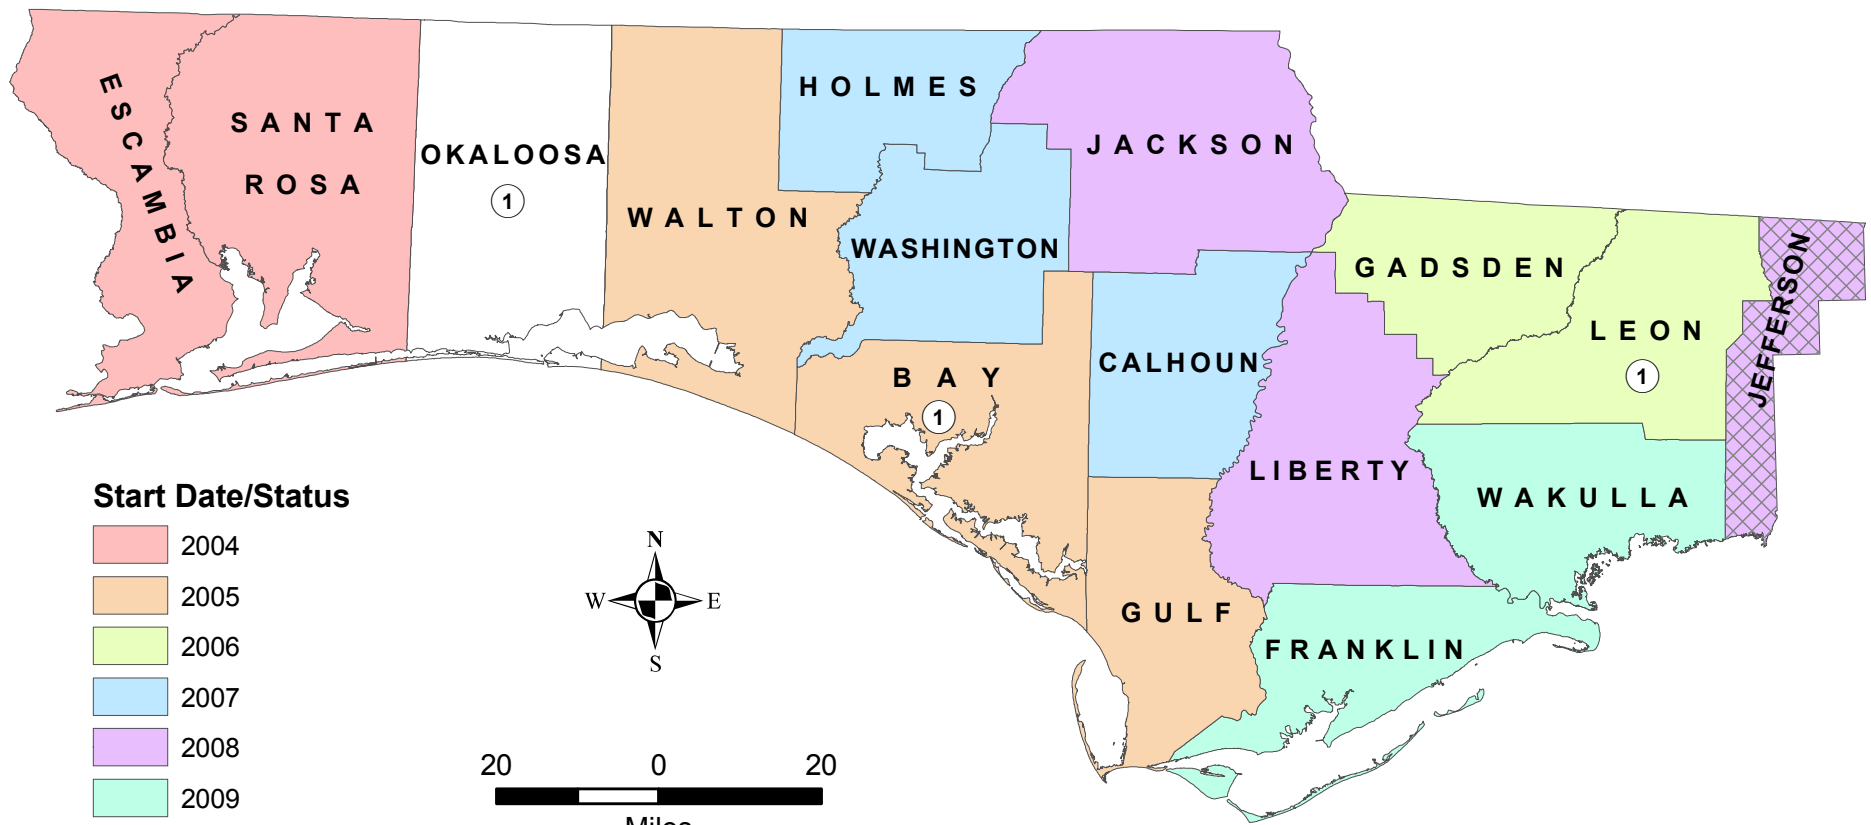 ESCAMBIA
SANTA
ROSA
OKALOOSA
1
WALTON
HOLMES
WASHINGTON
JACKSON
BAY
1
CALHOUN
GULF
LIBERTY
GADSDEN
LEON
1
JEFFERSON
WAKULLA
FRANKLIN
Start Date/Status
2004
2005
2006
2007
2008
2009
N
W E
S
20 0 20
Miles